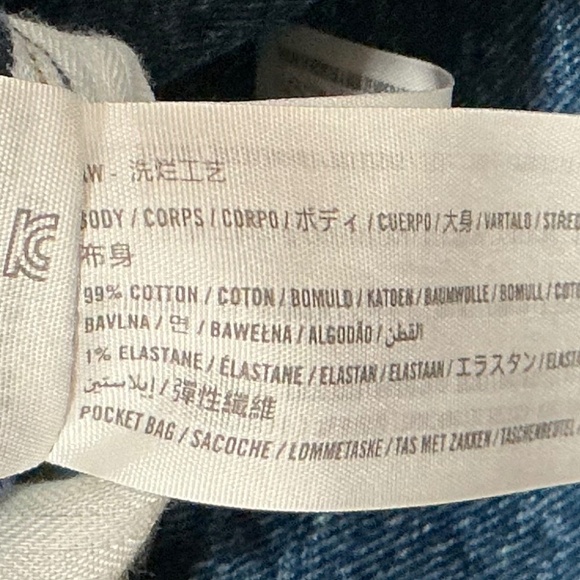 W - 洗烂工艺
BODY / CORPS / CORPO / ボディ / CUERPO / 大身 / VARTALO /
布身
99% COTTON / COTON / BOMULD / KATOEN / BAUMWOLLE / BOMULL /
BAVLNA / 면 / BAWEŁNA / ALGODÃO / القطن
1% ELASTANE / ÉLASTANE / ELASTAN / ELASTAAN / エラスタン /
إيلاستين / 彈性纖維
POCKET BAG / SACOCHE / LOMMETASKE / TAS MET ZAKKEN / TASCHENBEUTEL /